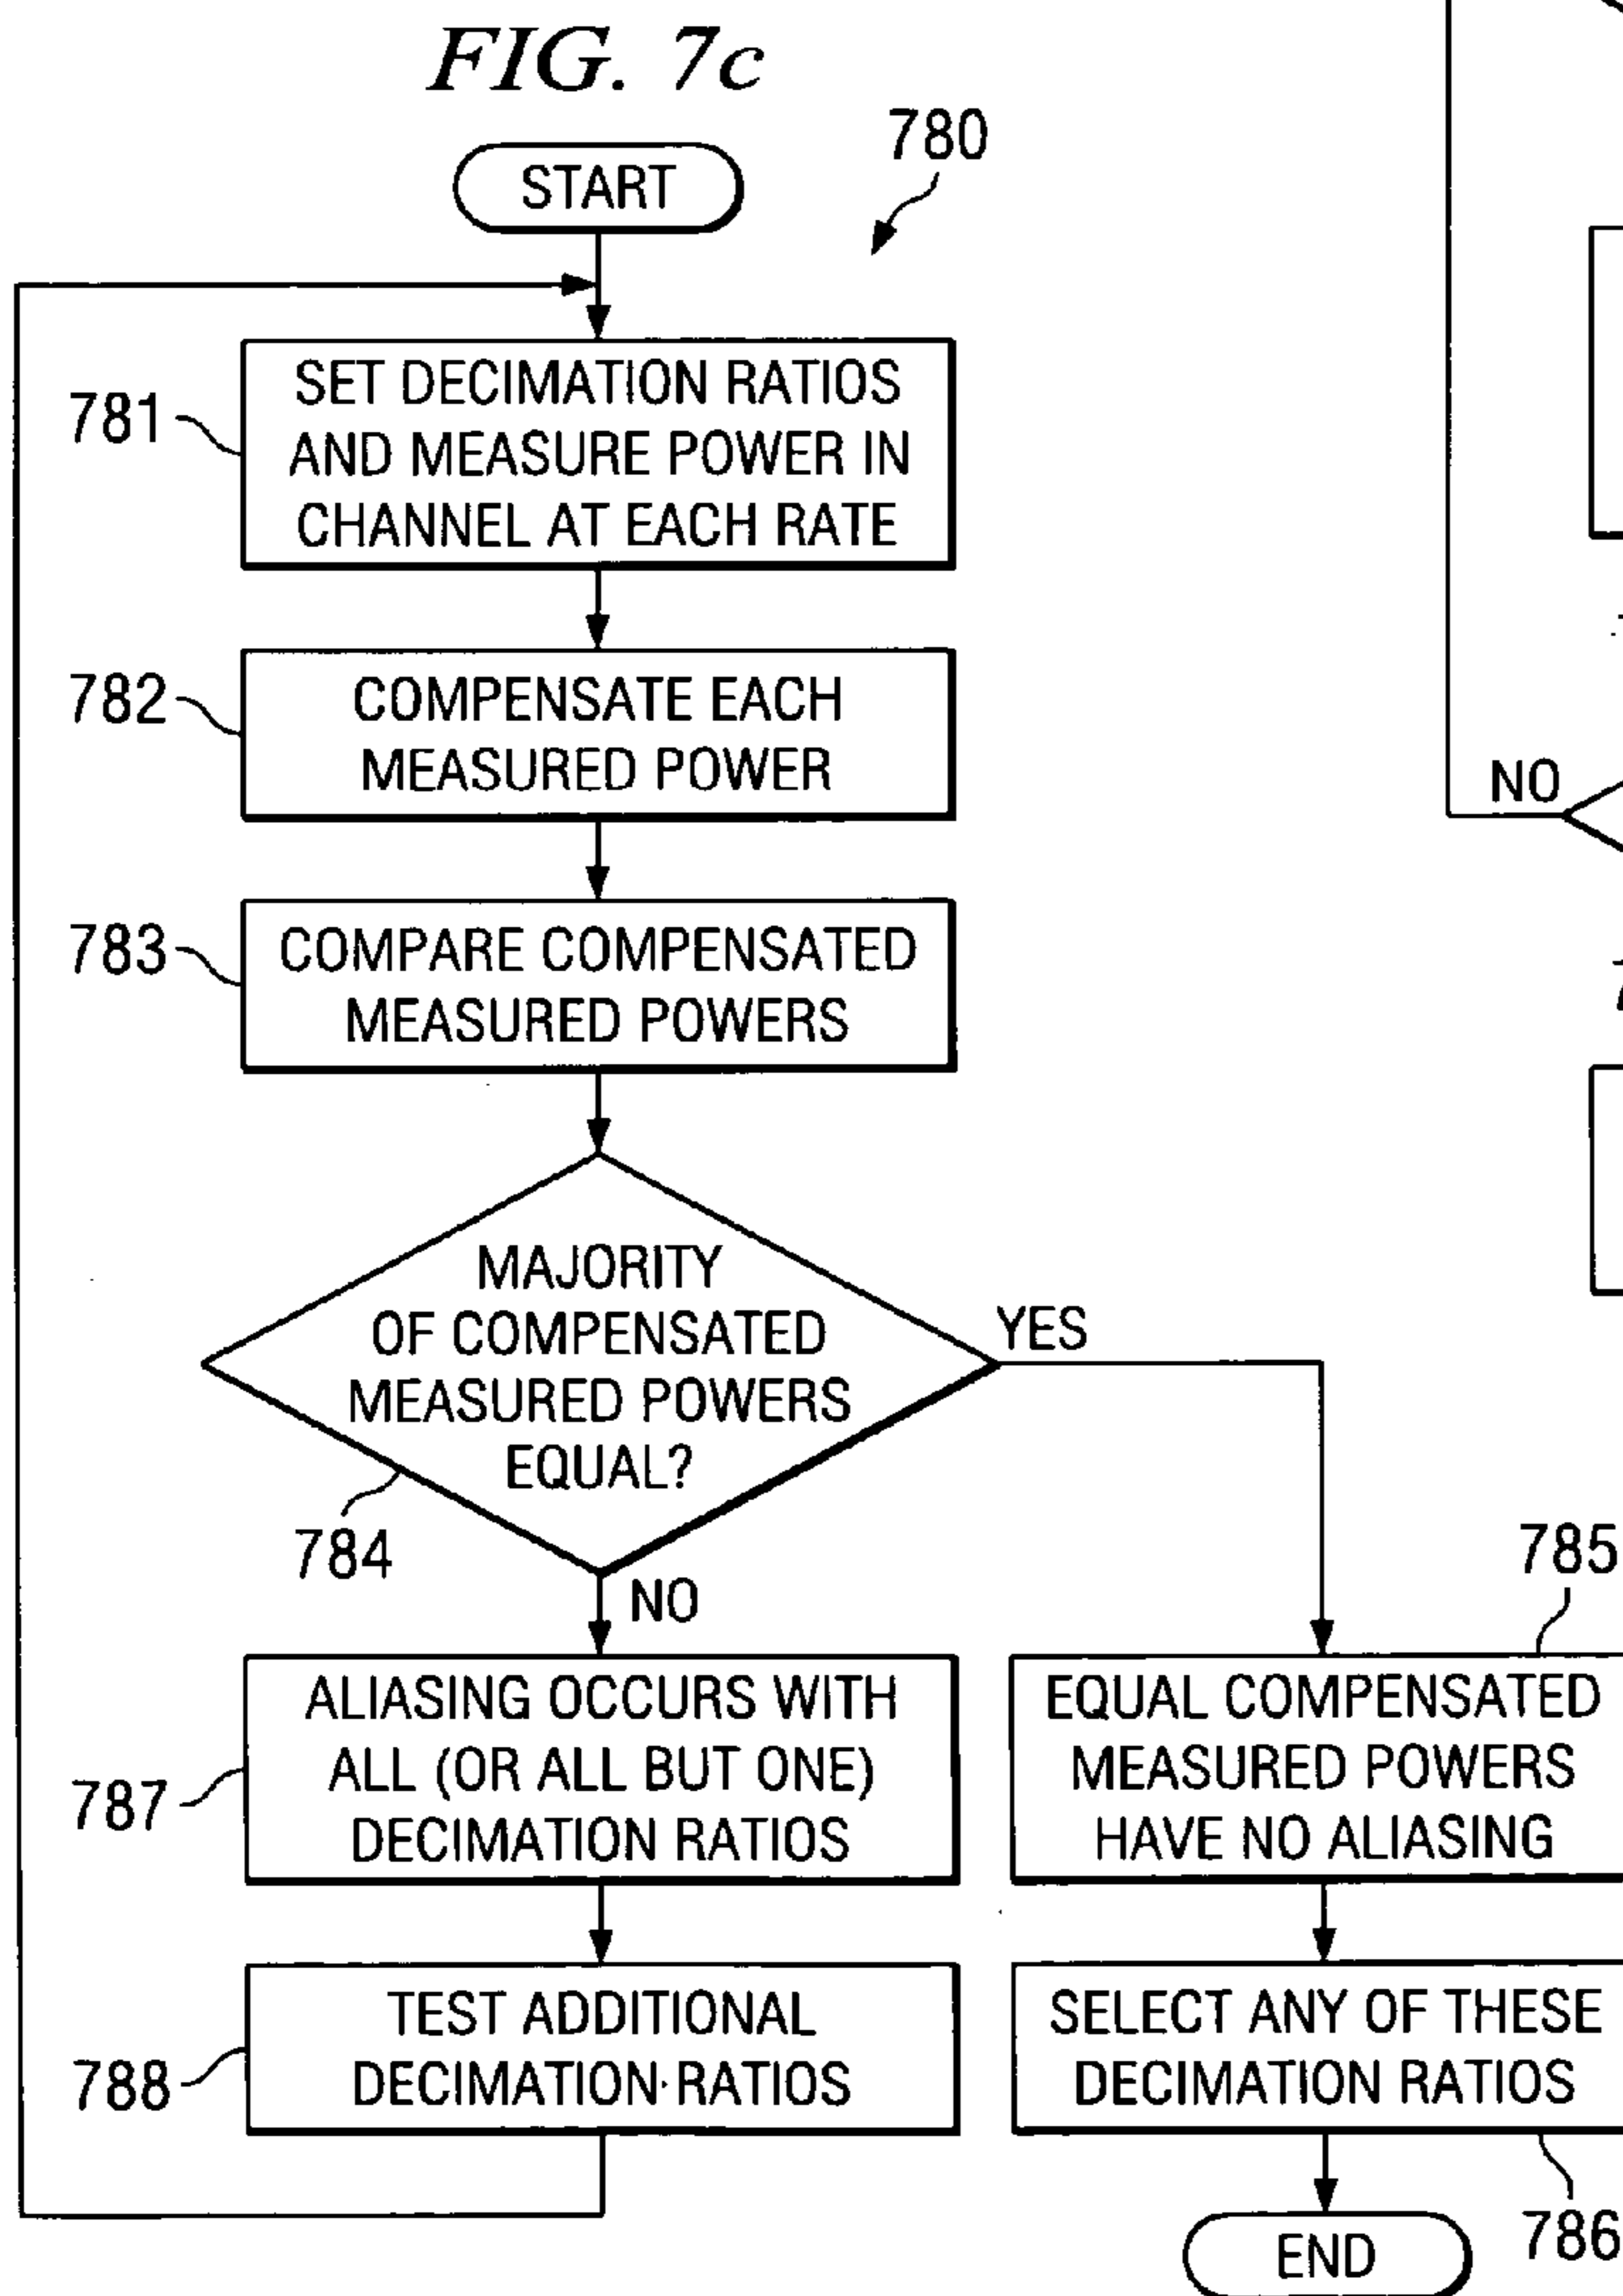 FIG. 7c
780
START
781
SET DECIMATION RATIOS
AND MEASURE POWER IN
CHANNEL AT EACH RATE
782
COMPENSATE EACH
MEASURED POWER
NO
783
COMPARE COMPENSATED
MEASURED POWERS
MAJORITY
OF COMPENSATED
MEASURED POWERS
EQUAL?
YES
784
NO
785
787
ALIASING OCCURS WITH
ALL (OR ALL BUT ONE)
DECIMATION RATIOS
EQUAL COMPENSATED
MEASURED POWERS
HAVE NO ALIASING
788
TEST ADDITIONAL
DECIMATION RATIOS
SELECT ANY OF THESE
DECIMATION RATIOS
786
END